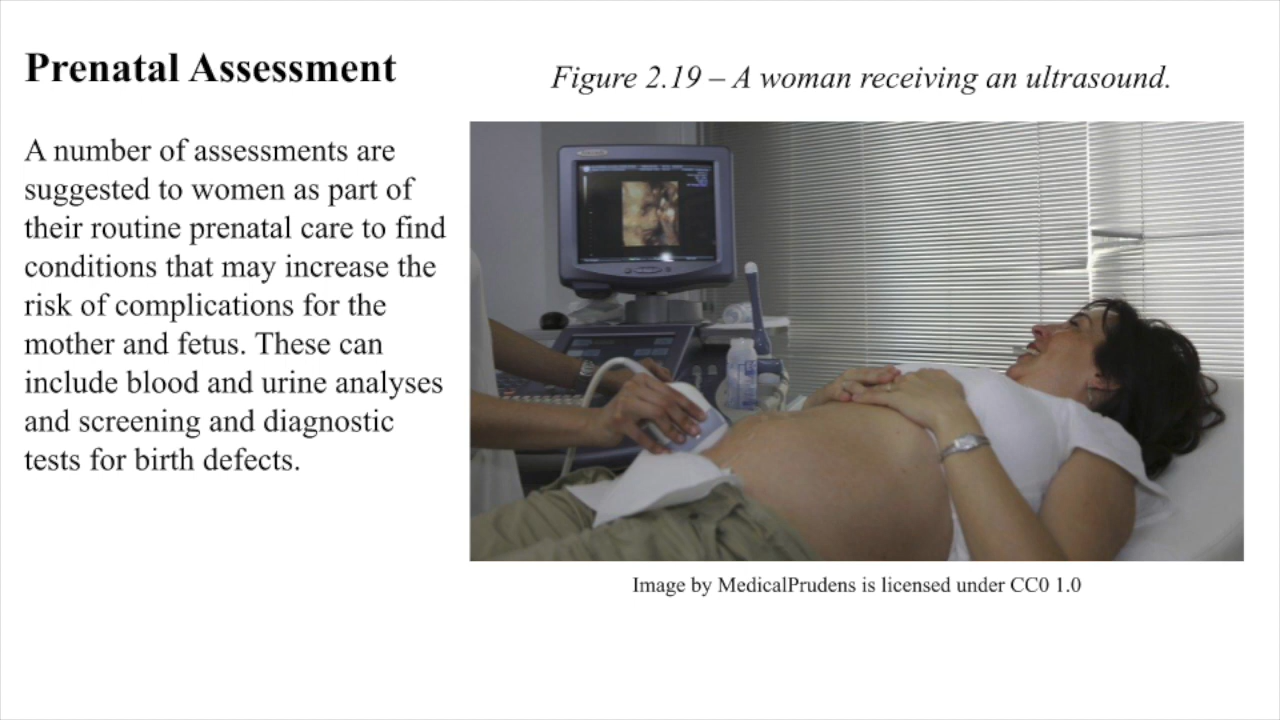 Prenatal Assessment
A number of assessments are
suggested to women as part of
their routine prenatal care to find
conditions that may increase the
risk of complications for the
mother and fetus. These can
include blood and urine analyses
and screening and diagnostic
tests for birth defects.
Figure 2.19 – A woman receiving an ultrasound.
Image by MedicalPrudens is licensed under CC0 1.0